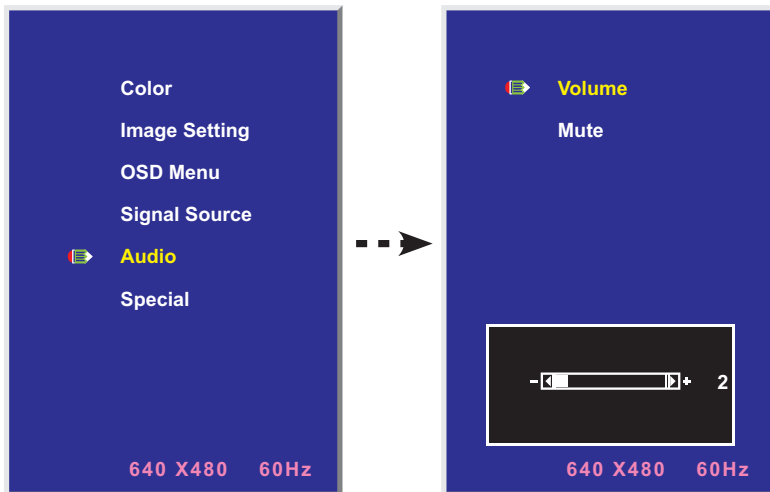 Color
Image Setting
OSD Menu
Signal Source
Audio
Special
640 X480 60Hz
Volume
Mute
- + 2
640 X480 60Hz